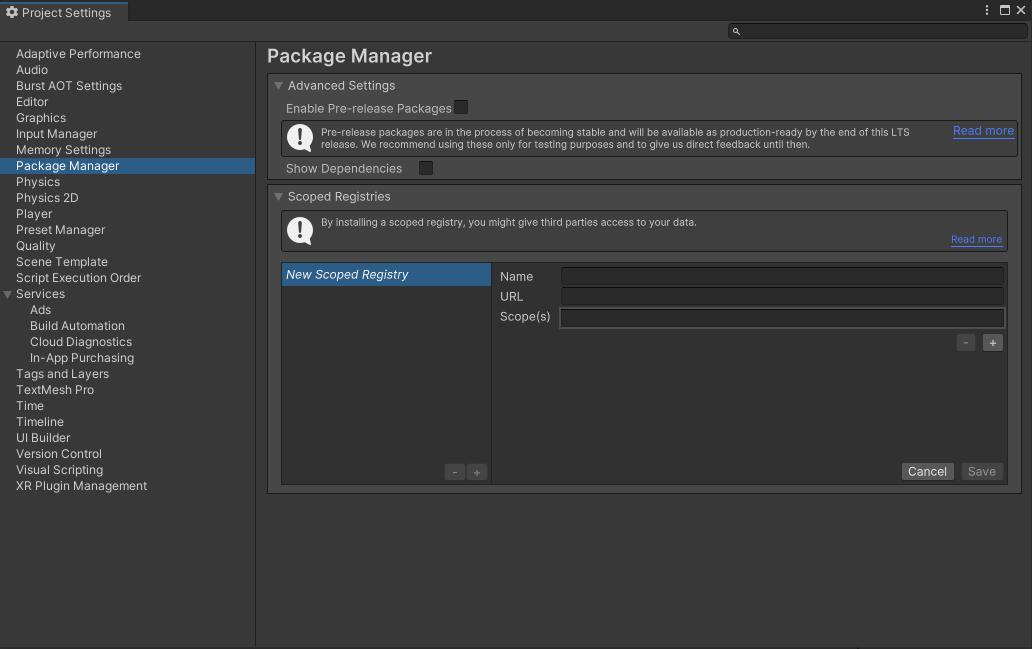 Project Settings
Adaptive Performance
Audio
Burst AOT Settings
Editor
Graphics
Input Manager
Memory Settings
Package Manager
Physics
Physics 2D
Player
Preset Manager
Quality
Scene Template
Script Execution Order
Services
Ads
Build Automation
Cloud Diagnostics
In-App Purchasing
Tags and Layers
TextMesh Pro
Time
Timeline
UI Builder
Version Control
Visual Scripting
XR Plugin Management
Package Manager
Advanced Settings
Enable Pre-release Packages
Pre-release packages are in the process of becoming stable and will be available as production-ready by the end of this LTS
release. We recommend using these only for testing purposes and to give us direct feedback until then.
Read more
Show Dependencies
Scoped Registries
By installing a scoped registry, you might give third parties access to your data.
Read more
New Scoped Registry
- +
Name
URL
Scope(s)
- +
Cancel Save